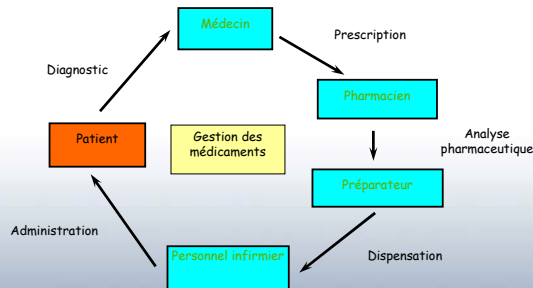 Médecin
Prescription
Diagnostic
Pharmacien
Patient
Gestion des
médicaments
Analyse
pharmaceutique
Préparateur
Administration
Personnel infirmier
Dispensation